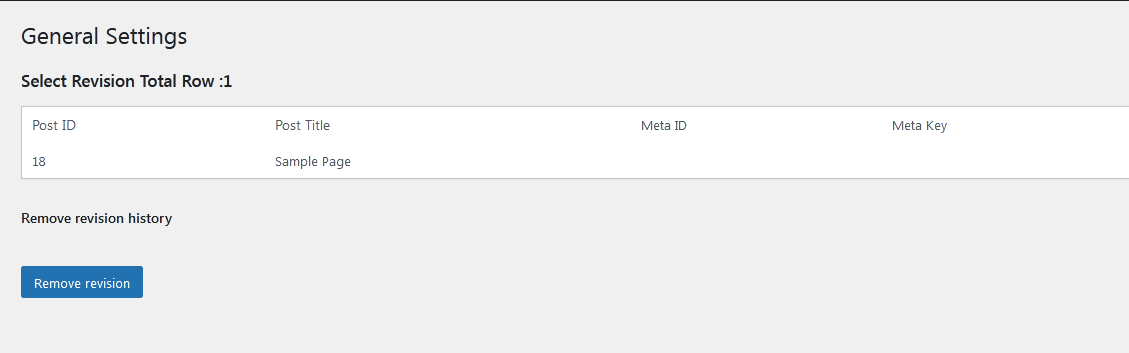 General Settings
Select Revision Total Row :1
Post ID Post Title Meta ID Meta Key
18 Sample Page
Remove revision history
Remove revision